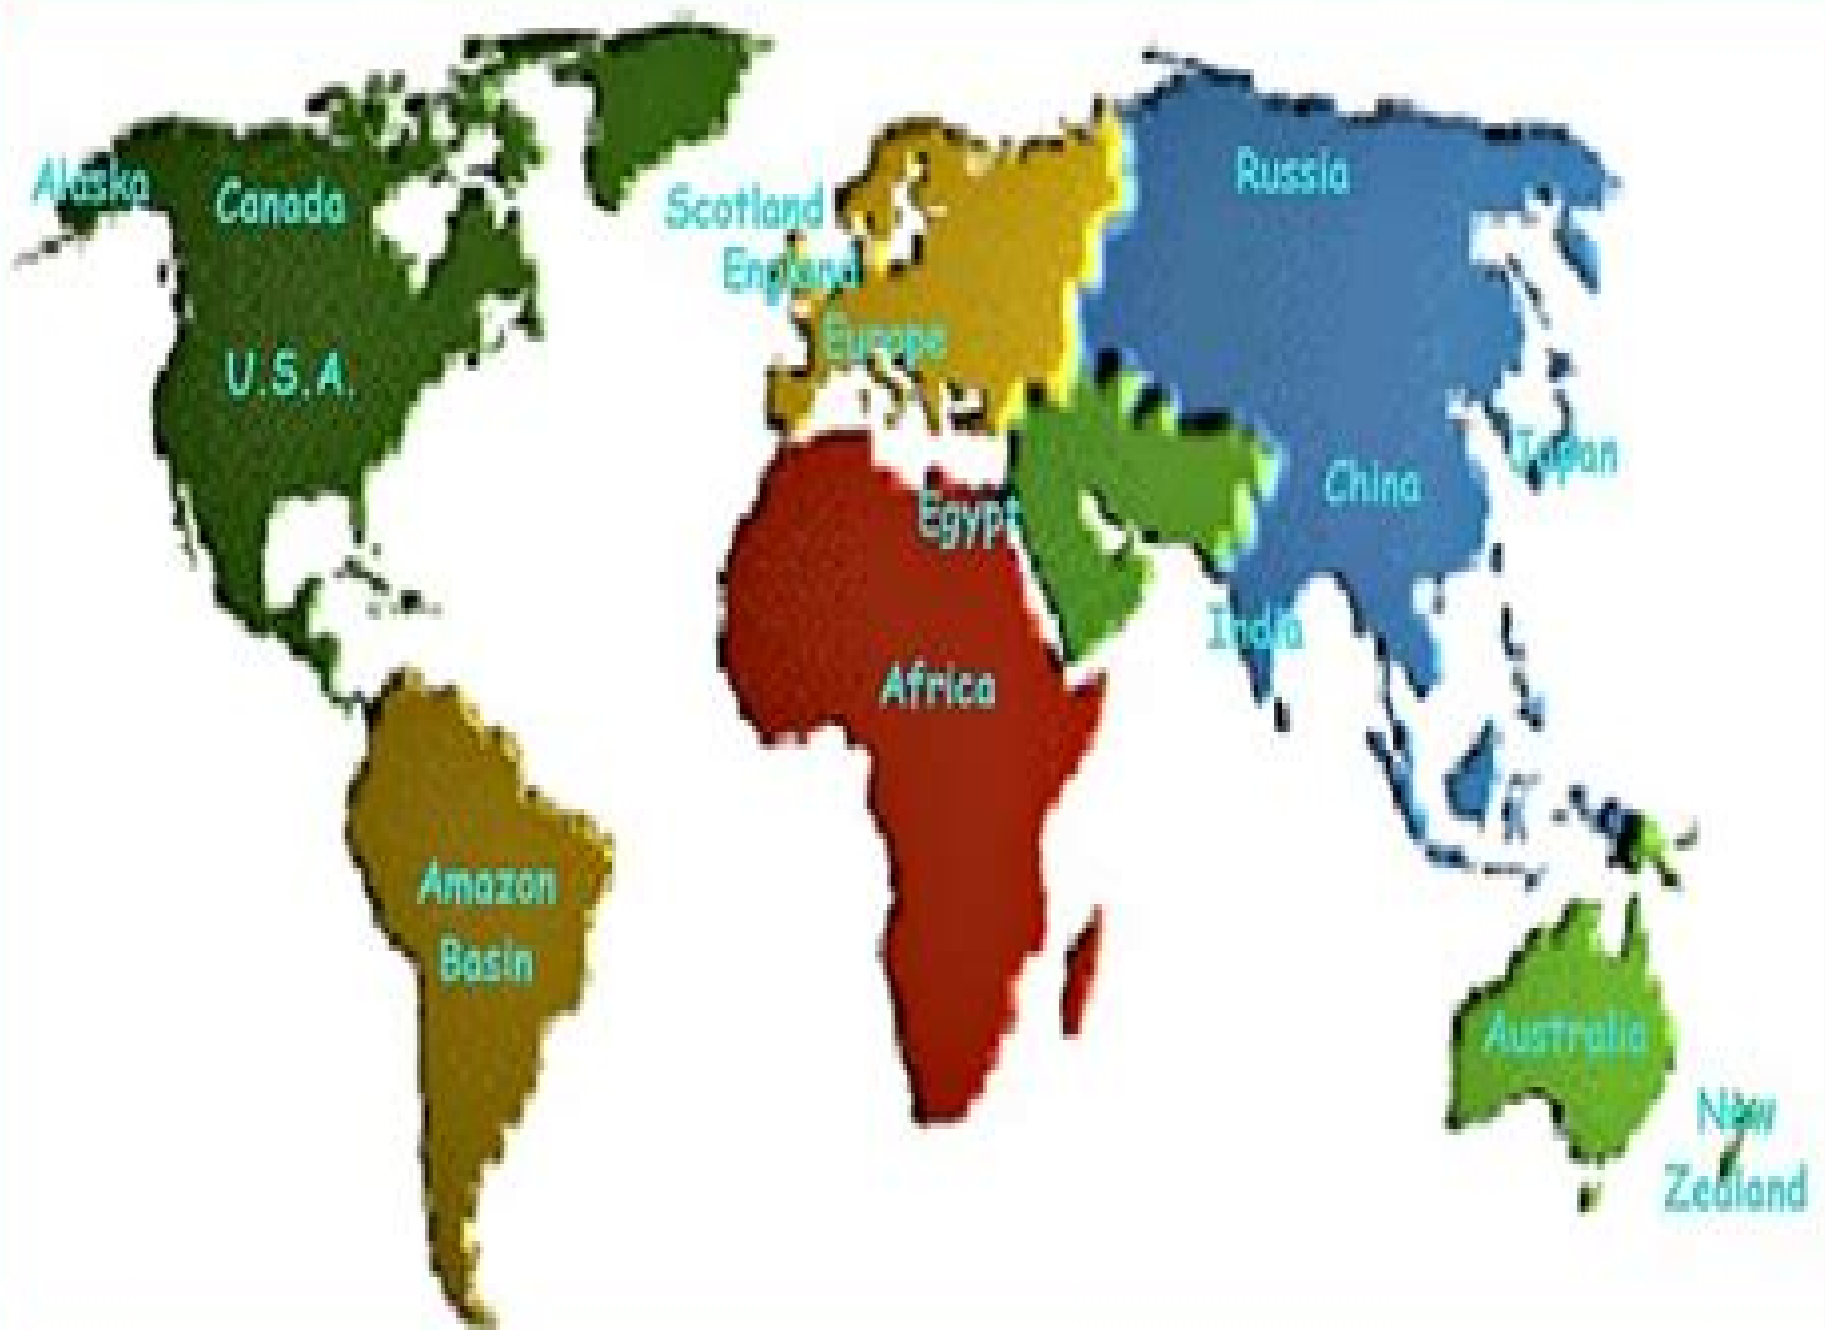 Alaska
Canada
U.S.A.
Scotland
England
Europe
Russia
China
Japan
Egypt
India
Africa
Amazon
Basin
Australia
New
Zealand